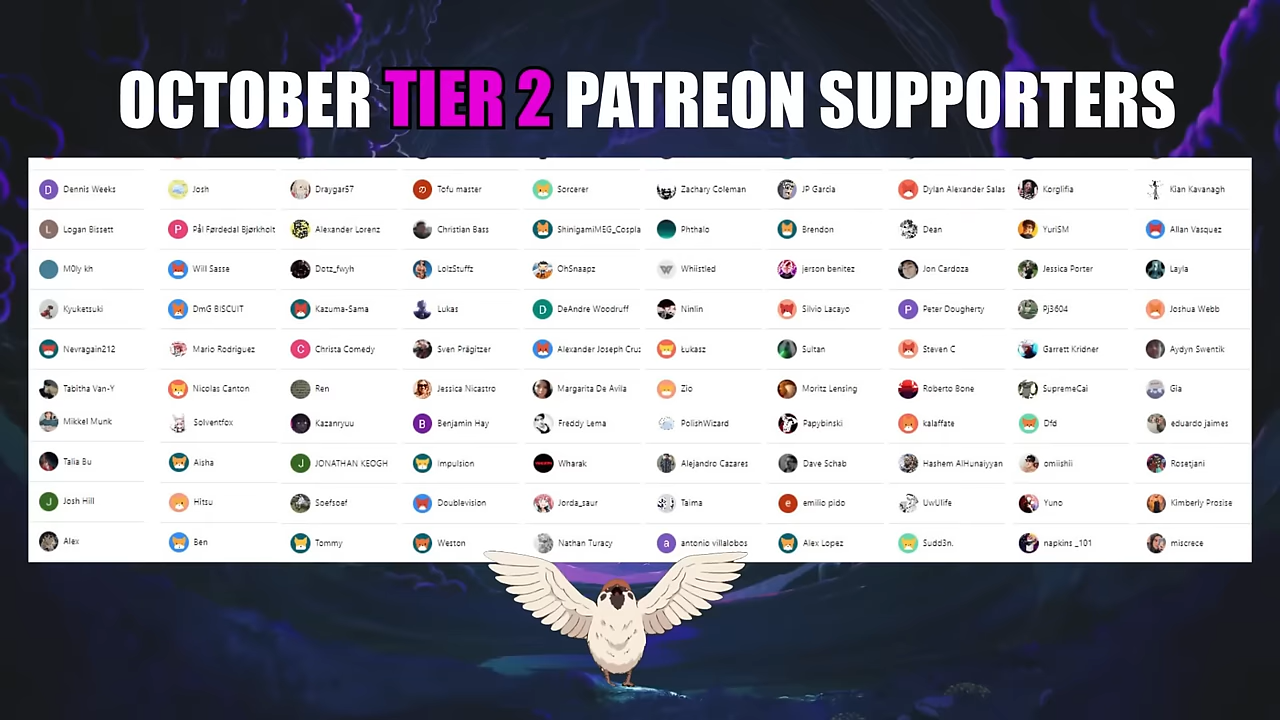 OCTOBER TIER 2 PATREON SUPPORTERS
D Dennis Weeks Josh Draygar57 の Tofu master Sorcerer Zachary Coleman JP Garcia Dylan Alexander Salas Korglifia Kian Kavanagh
L Logan Bissett P Pål Førdedal Bjørkholt Alexander Lorenz Christian Bass ShinigamiMEG_Cospla Phthalo Brendon Dean YuriSM Allan Vasquez
M0ly kh Will Sasse Dotz_fwyh LolzStuffz OhSnaapz W Whiistled jerson benitez Jon Cardoza Jessica Porter Layla
Kyuketsuki DmG B!SCUIT Kazuma-Sama Lukas D DeAndre Woodruff Ninlin Silvio Lacayo P Peter Dougherty Pj3604 Joshua Webb
Nevragain212 Mario Rodriguez C Christa Comedy Sven Prägitzer Alexander Joseph Cruz Łukasz Sultan Steven C Garrett Kridner Aydyn Swentik
Tabitha Van-Y Nicolas Canton Ren Jessica Nicastro Margarita De Avila Zio Moritz Lensing Roberto Bone SupremeCai Gia
Mikkel Munk Solventfox Kazanryuu B Benjamin Hay Freddy Lema PolishWizard Papybinski kalaffate Dfd eduardo jaimes
Talia Bu Aisha J JONATHAN KEOGH Impulsion Wharak Alejandro Cazares Dave Schab Hashem AlHunaiyyan omiishii Rosetjani
J Josh Hill Hitsu Soefsoef Doublevision Jorda_saur Taima e emilio pido UwUlife Yuno Kimberly Prosise
Alex Ben Tommy Weston Nathan Turacy a antonio villalobos Alex Lopez Sudd3n. napkins _101 miscrece